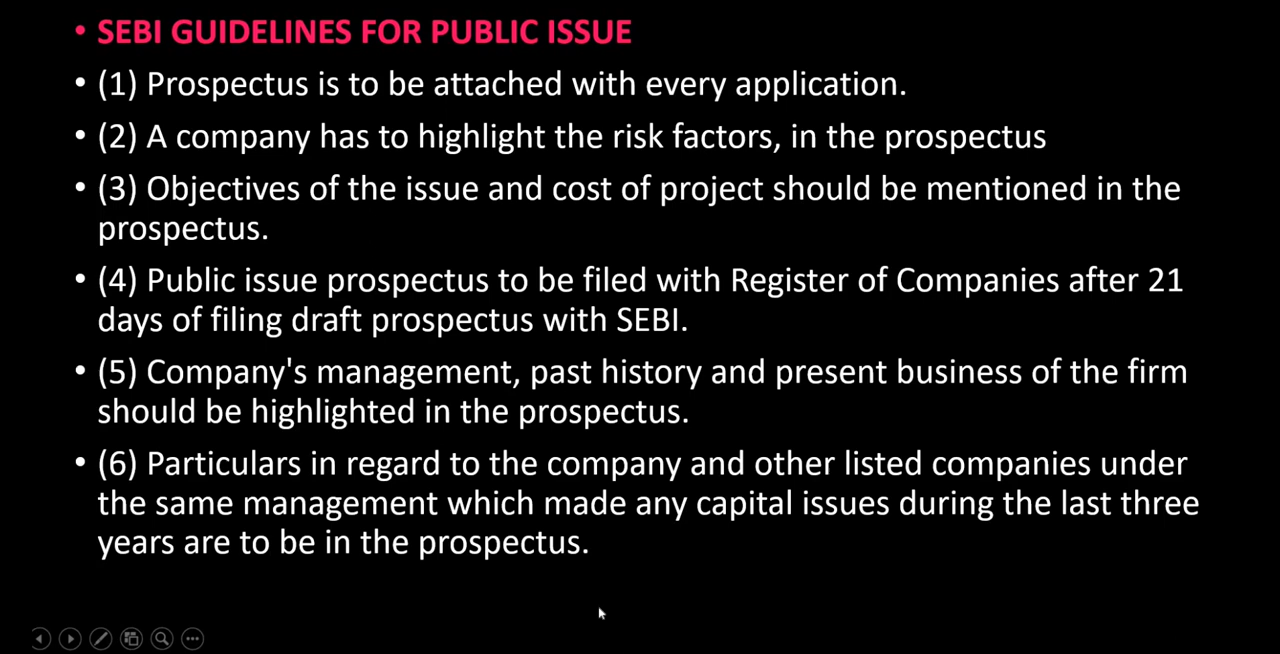 • SEBI GUIDELINES FOR PUBLIC ISSUE
• (1) Prospectus is to be attached with every application.
• (2) A company has to highlight the risk factors, in the prospectus
• (3) Objectives of the issue and cost of project should be mentioned in the
prospectus.
• (4) Public issue prospectus to be filed with Register of Companies after 21
days of filing draft prospectus with SEBI.
• (5) Company's management, past history and present business of the firm
should be highlighted in the prospectus.
• (6) Particulars in regard to the company and other listed companies under
the same management which made any capital issues during the last three
years are to be in the prospectus.